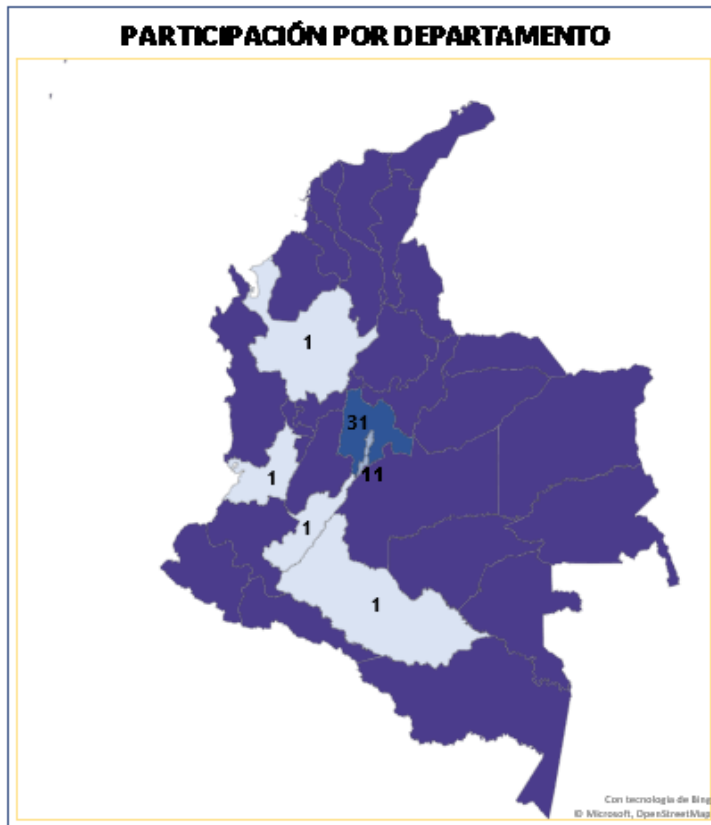 PARTICIPACIÓN POR DEPARTAMENTO
1
31
11
1
1
1
Con tecnología de Bing
© Microsoft, OpenStreetMap